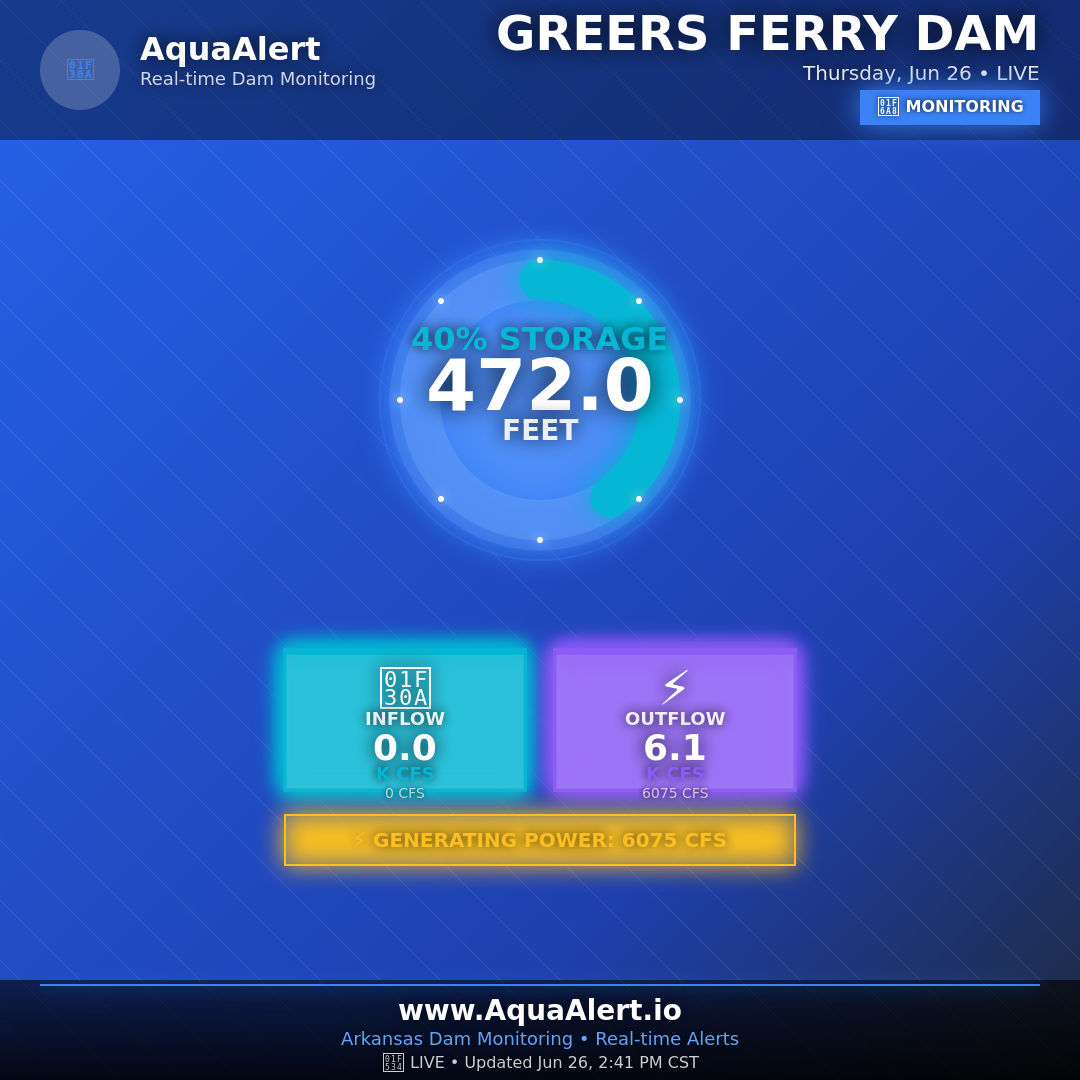 AquaAlert
Real-time Dam Monitoring
GREERS FERRY DAM
Thursday, Jun 26 • LIVE
MONITORING
40% STORAGE
472.0
FEET
INFLOW
0.0
K CFS
0 CFS
⚡
OUTFLOW
6.1
K CFS
6075 CFS
⚡ GENERATING POWER: 6075 CFS
www.AquaAlert.io
Arkansas Dam Monitoring • Real-time Alerts
LIVE • Updated Jun 26, 2:41 PM CST